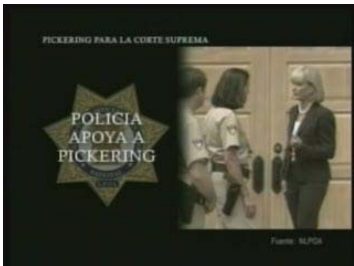 PICKERING PARA LA CORTE SUPREMA
POLICIA
APOYA A
PICKERING
Fuente: NLPOA